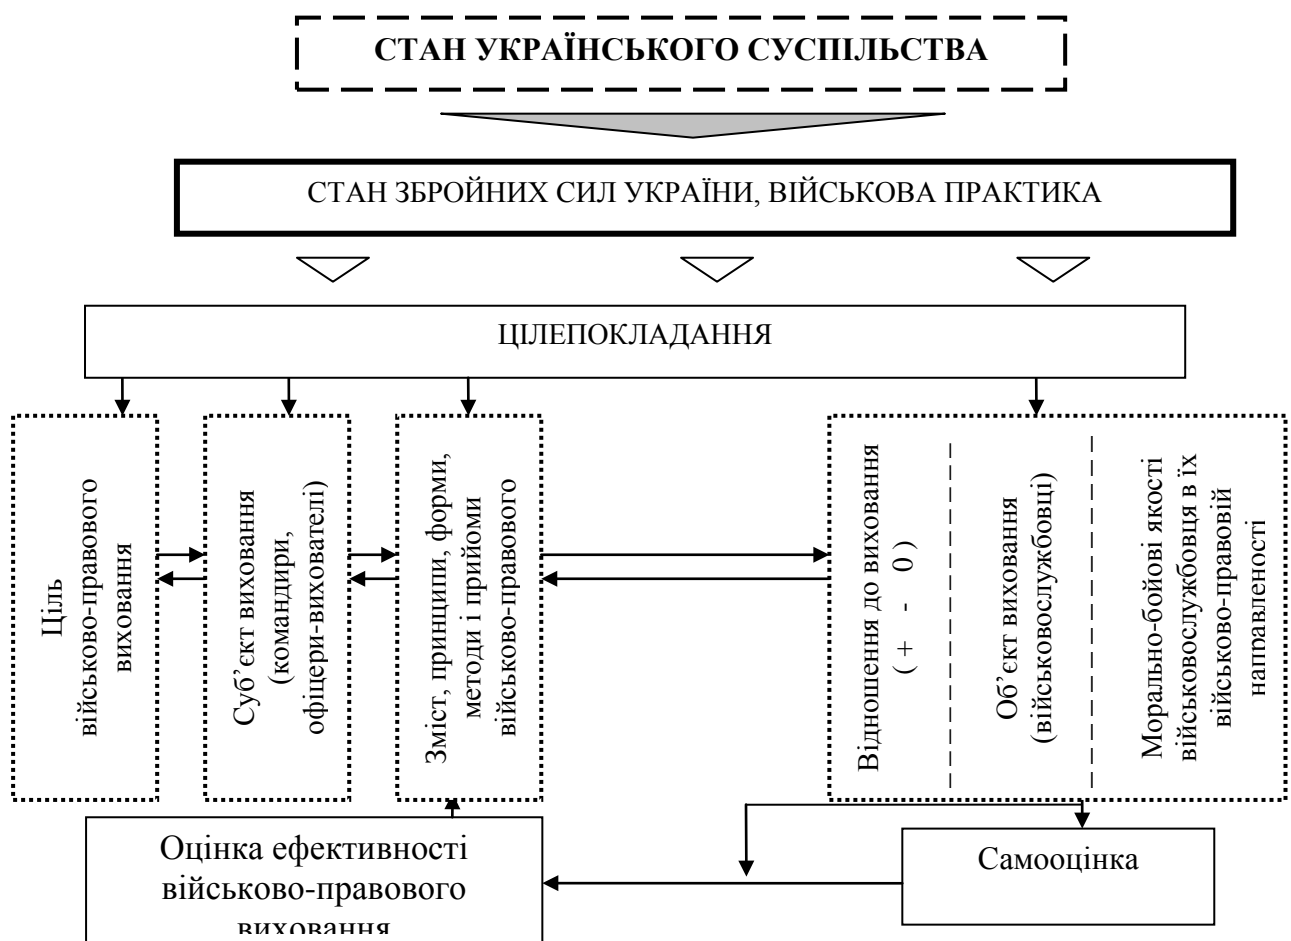 СТАН УКРАЇНСЬКОГО СУСПІЛЬСТВА
СТАН ЗБРОЙНИХ СИЛ УКРАЇНИ, ВІЙСЬКОВА ПРАКТИКА
ЦІЛЕПОКЛАДАННЯ
Ціль
військово-правового
виховання
Суб’єкт виховання
(командири,
офіцери-вихователі)
Зміст, принципи, форми,
методи і прийоми
військово-правового
Відношення до виховання
( + - 0 )
Об’єкт виховання
(військовослужбовці)
Морально-бойові якості
військовослужбовця в їх
військово-правовій
направленості
Оцінка ефективності
військово-правового
виховання
Самооцінка